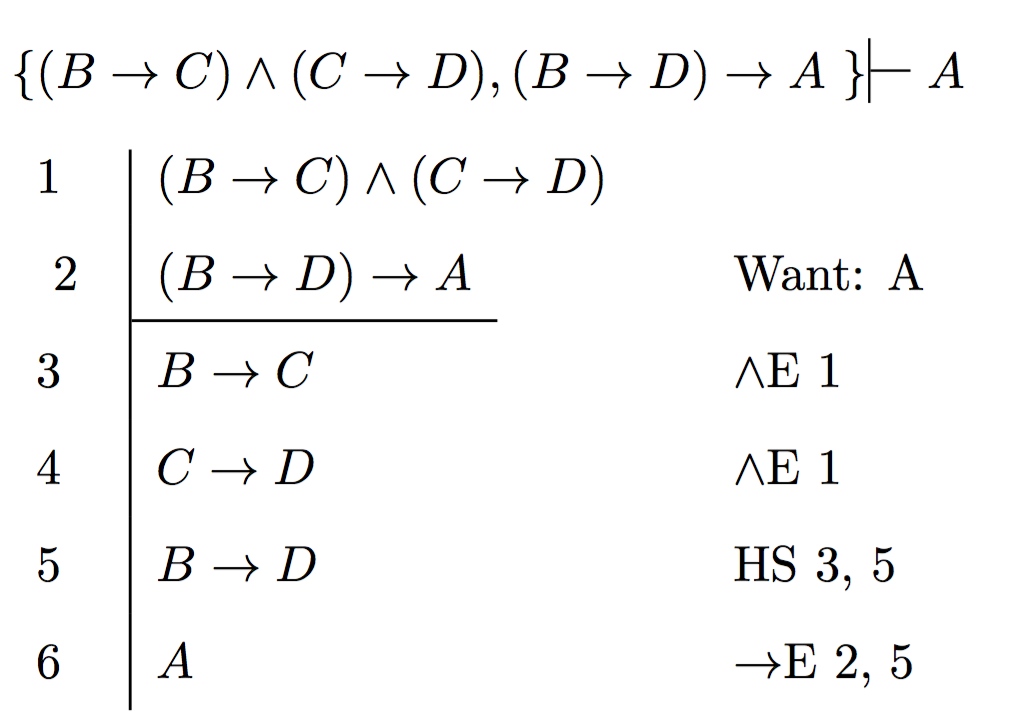 {(B → C) ∧ (C → D), (B → D) → A } ⊢ A
1 (B → C) ∧ (C → D)
2 (B → D) → A Want: A
3 B → C ∧E 1
4 C → D ∧E 1
5 B → D HS 3, 5
6 A →E 2, 5